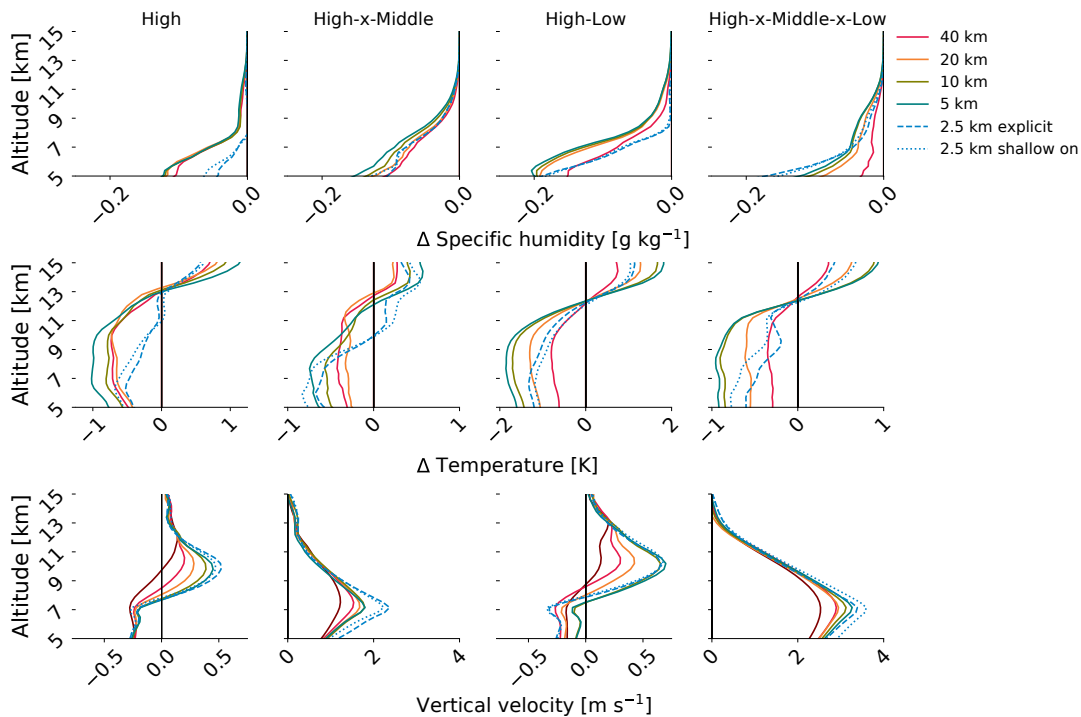 High High-x-Middle High-Low High-x-Middle-x-Low
Altitude [km]
15
13
11
9
7
5
−0.2 0.0 −0.2 0.0 −0.2 0.0 −0.2 0.0
Δ Specific humidity [g kg⁻¹]
40 km
20 km
10 km
5 km
2.5 km explicit
2.5 km shallow on
Altitude [km]
15
13
11
9
7
5
−1 0 1 −1 0 1 −2 0 2 −1 0 1
Δ Temperature [K]
Altitude [km]
15
13
11
9
7
5
−0.5 0.0 0.5 0 2 4 −0.5 0.0 0.5 0 2 4
Vertical velocity [m s⁻¹]